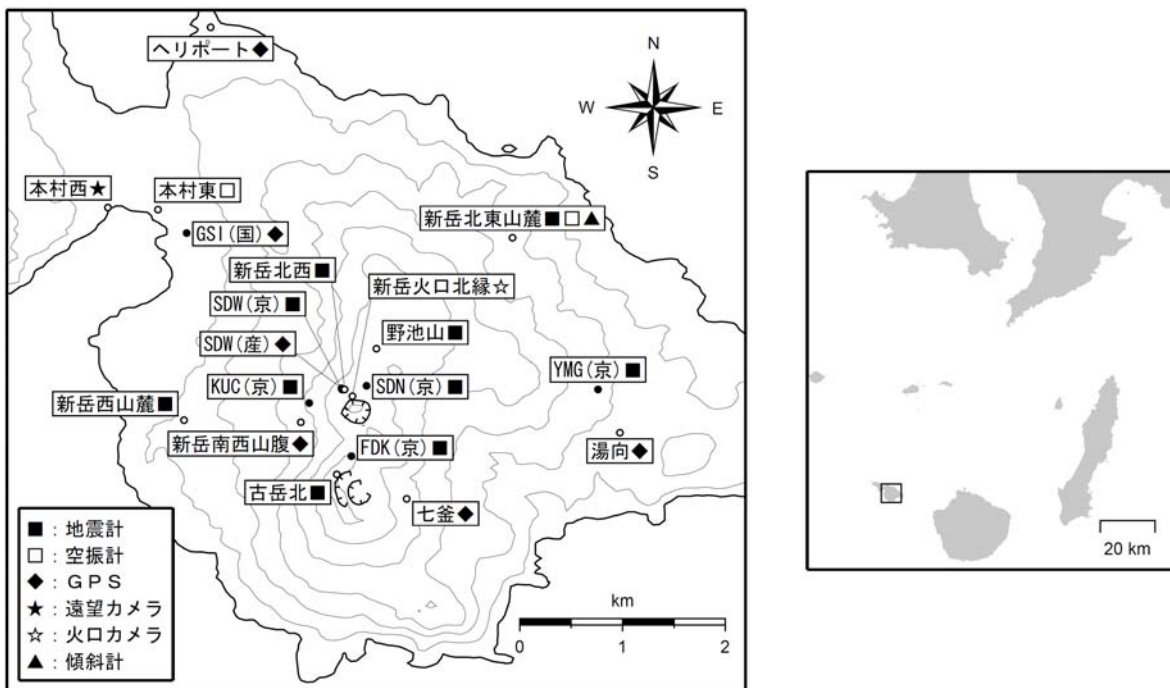 ヘリポート◆
N
W E
S
本村西★
本村東□
GSI(国)◆
新岳北東山麓■□▲
新岳北西■
新岳火口北縁☆
SDW(京)■
野池山■
SDW(産)◆
YMG(京)■
KUC(京)■
SDN(京)■
新岳西山麓■
新岳南西山腹◆
FDK(京)■
湯向◆
古岳北■
七釜◆
■：地震計
□：空振計
◆：ＧＰＳ
★：遠望カメラ
☆：火口カメラ
▲：傾斜計
km
0 1 2
20 km